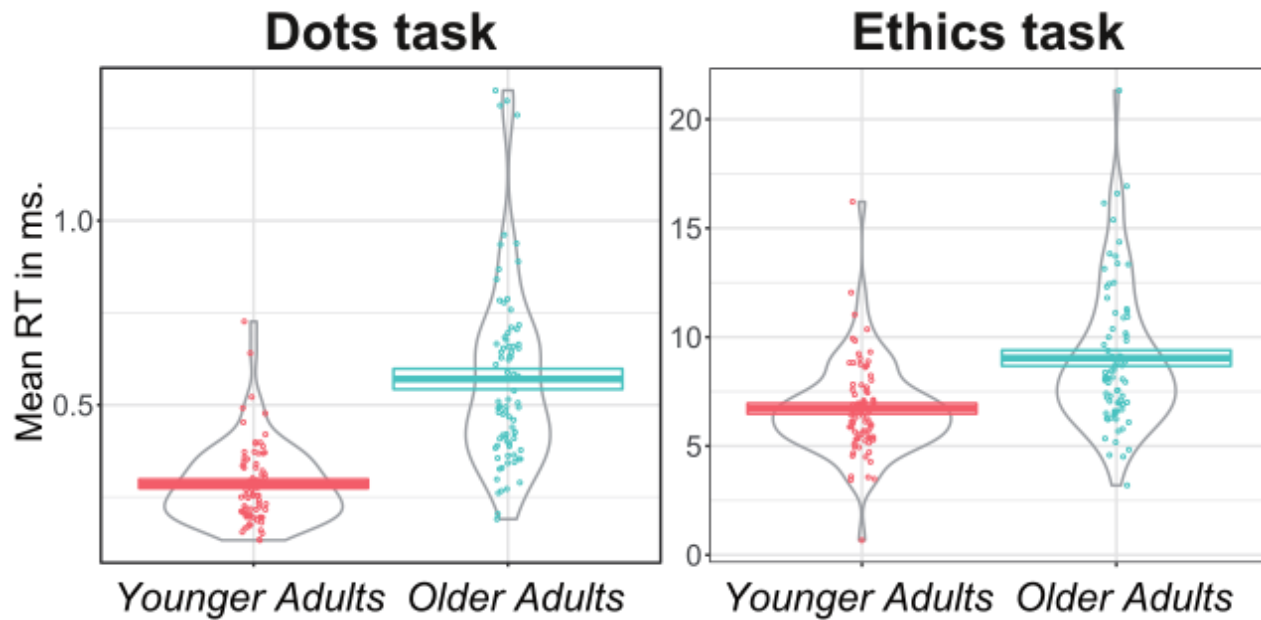 Dots task
Ethics task
Mean RT in ms.
1.0
0.5
20
15
10
5
0
Younger Adults
Older Adults
Younger Adults
Older Adults